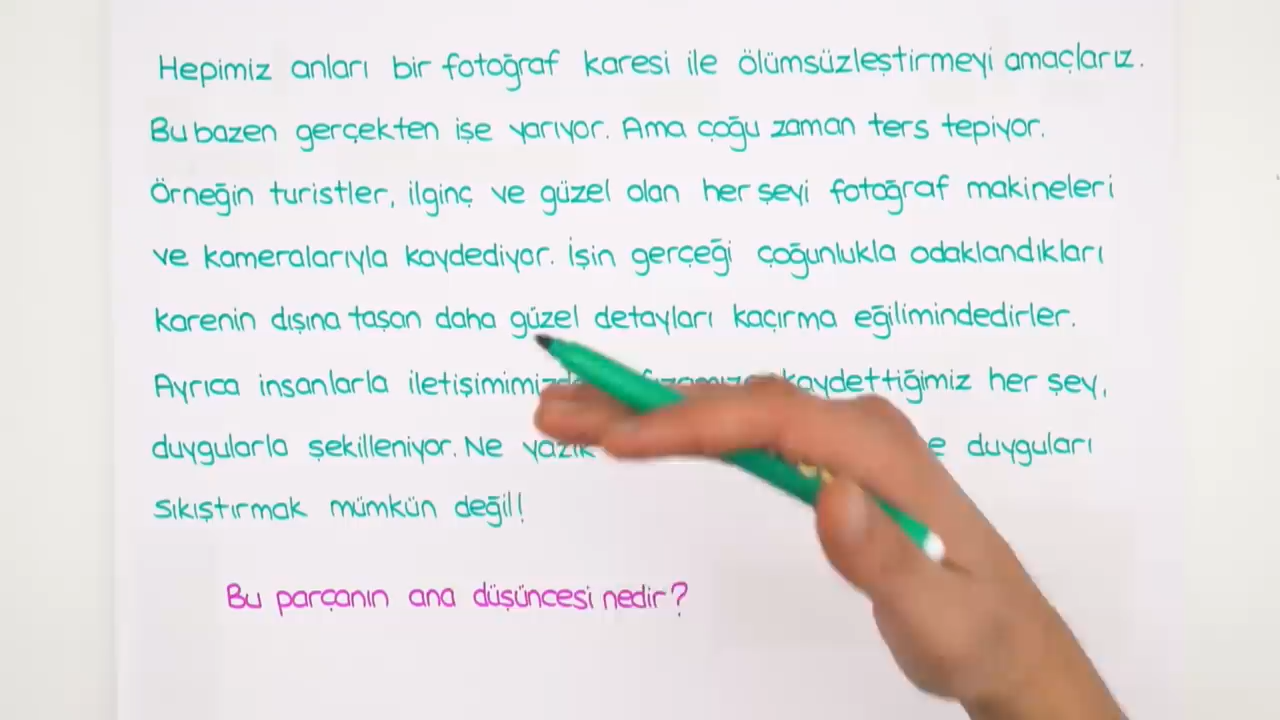 Hepimiz anları bir fotoğraf karesi ile ölümsüzleştirmeyi amaçlarız.
Bu bazen gerçekten işe yarıyor. Ama çoğu zaman ters tepiyor.
Örneğin turistler, ilginç ve güzel olan her şeyi fotoğraf makineleri
ve kameralarıyla kaydediyor. İşin gerçeği çoğunlukla odaklandıkları
karenin dışına taşan daha güzel detayları kaçırma eğilimindedirler.
Ayrıca insanlarla kaydettiğimiz her şey,
duygularla şekilleniyor. Ne yazık duyguları
sıkıştırmak mümkün değil!
Bu parçanın ana düşüncesi nedir?